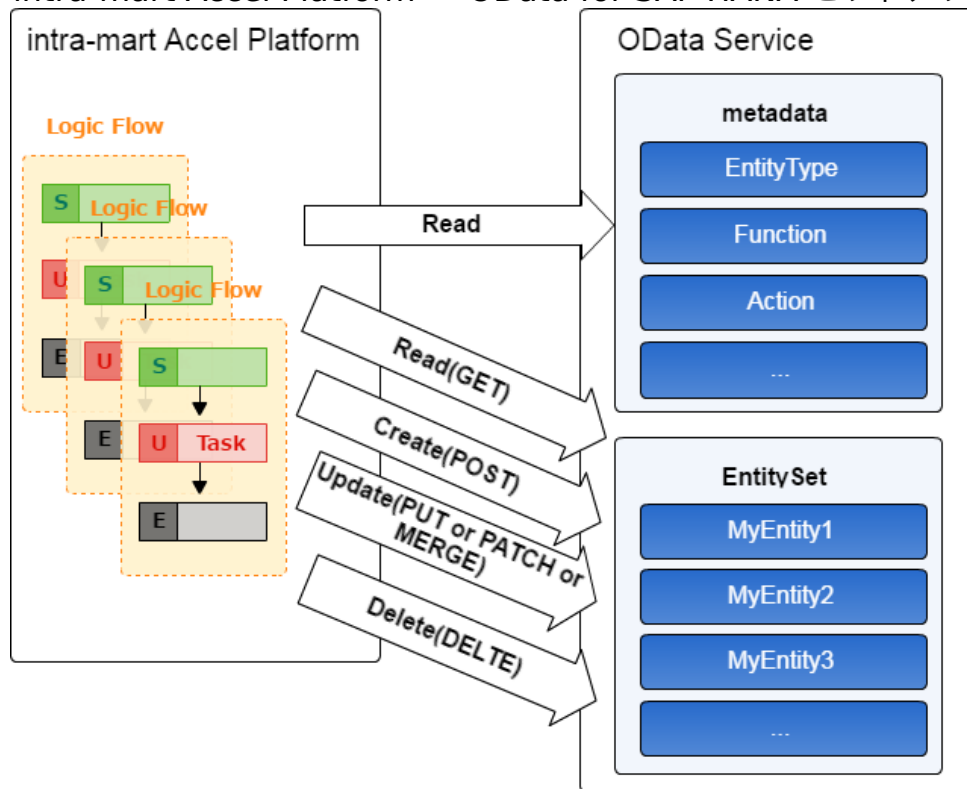 intra-mart Accel Platform
OData Service
Logic Flow
S
U
E
Logic Flow
S
U
E
Logic Flow
S
U Task
E
Read
Read(GET)
Create(POST)
Update(PUT or PATCH or
MERGE)
Delete(DELTE)
metadata
EntityType
Function
Action
...
EntitySet
MyEntity1
MyEntity2
MyEntity3
...